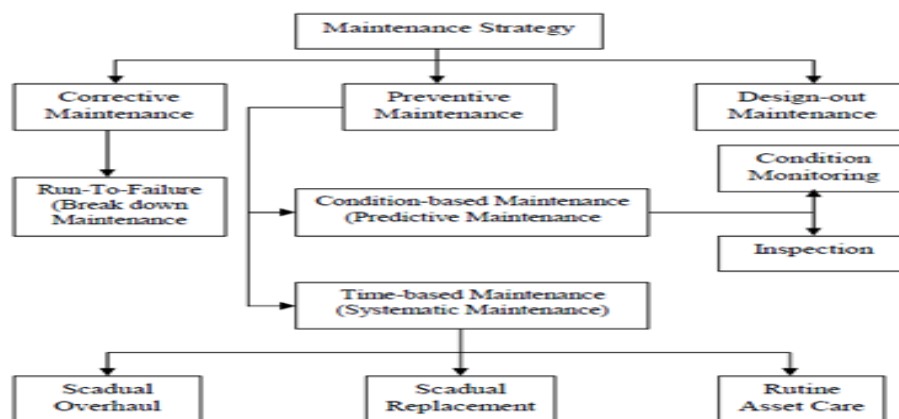 Maintenance Strategy
Corrective
Maintenance
Preventive
Maintenance
Design-out
Maintenance
Condition
Monitoring
Run-To-Failure
(Break down
Maintenance
Condition-based Maintenance
(Predictive Maintenance
Inspection
Time-based Maintenance
(Systematic Maintenance)
Scadual
Overhaul
Scadual
Replacement
Rutine
Asset Care